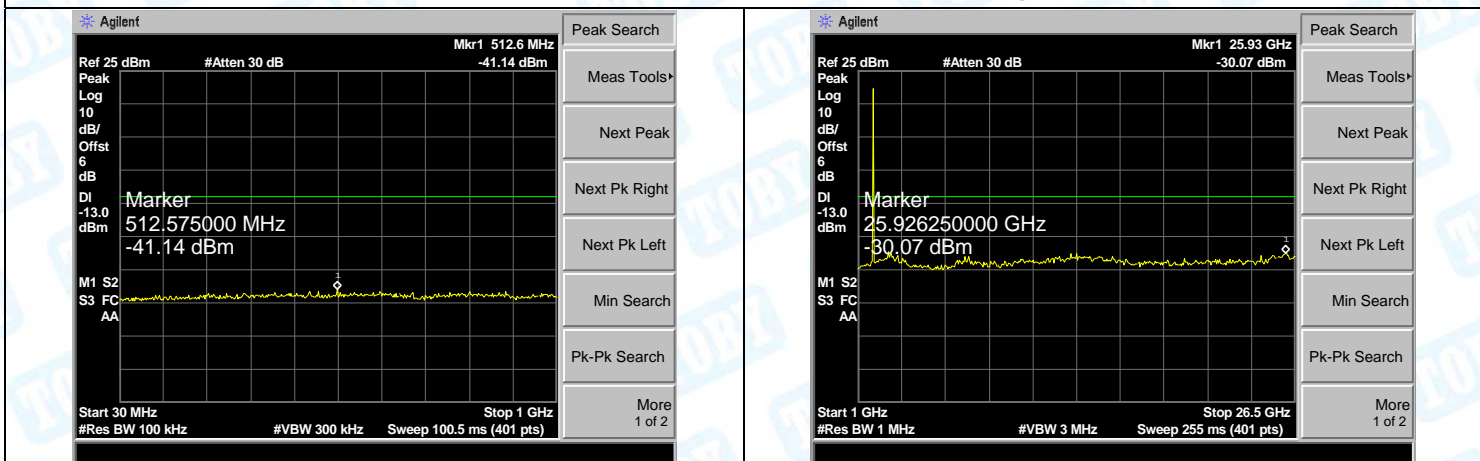 Agilent
Peak Search
Mkr1 512.6 MHz
Ref 25 dBm #Atten 30 dB -41.14 dBm
Peak
Log
10
dB/
Offst
6
dB
DI
-13.0
dBm
Marker
512.575000 MHz
-41.14 dBm
1
M1 S2
S3 FC
AA
Start 30 MHz Stop 1 GHz
#Res BW 100 kHz #VBW 300 kHz Sweep 100.5 ms (401 pts)
Meas Tools
Next Peak
Next Pk Right
Next Pk Left
Min Search
Pk-Pk Search
More
1 of 2
Agilent
Peak Search
Mkr1 25.93 GHz
Ref 25 dBm #Atten 30 dB -30.07 dBm
Peak
Log
10
dB/
Offst
6
dB
DI
-13.0
dBm
Marker
25.926250000 GHz
-30.07 dBm
1
M1 S2
S3 FC
AA
Start 1 GHz Stop 26.5 GHz
#Res BW 1 MHz #VBW 3 MHz Sweep 255 ms (401 pts)
Meas Tools
Next Peak
Next Pk Right
Next Pk Left
Min Search
Pk-Pk Search
More
1 of 2
TOBY